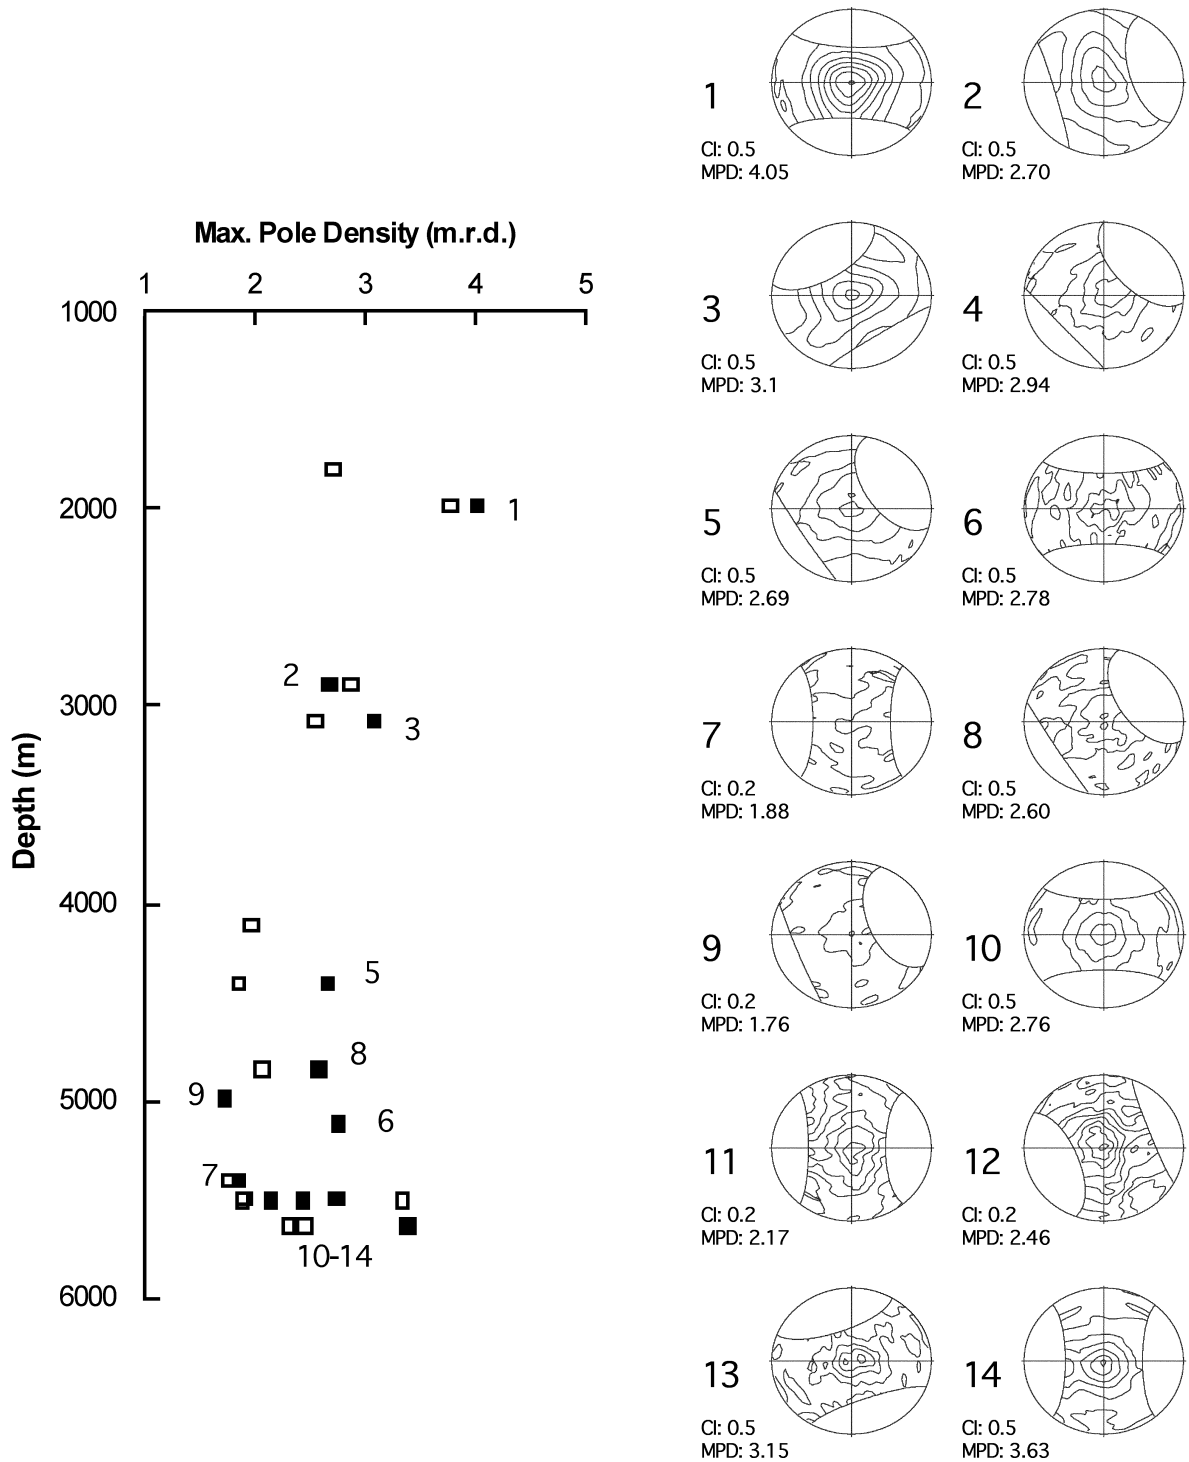 Max. Pole Density (m.r.d.)
1 2 3 4 5
Depth (m)
1000
2000
3000
4000
5000
6000
1
2
3
5
8
9
6
7
10-14
1
CI: 0.5
MPD: 4.05
2
CI: 0.5
MPD: 2.70
3
CI: 0.5
MPD: 3.1
4
CI: 0.5
MPD: 2.94
5
CI: 0.5
MPD: 2.69
6
CI: 0.5
MPD: 2.78
7
CI: 0.2
MPD: 1.88
8
CI: 0.5
MPD: 2.60
9
CI: 0.2
MPD: 1.76
10
CI: 0.5
MPD: 2.76
11
CI: 0.2
MPD: 2.17
12
CI: 0.2
MPD: 2.46
13
CI: 0.5
MPD: 3.15
14
CI: 0.5
MPD: 3.63